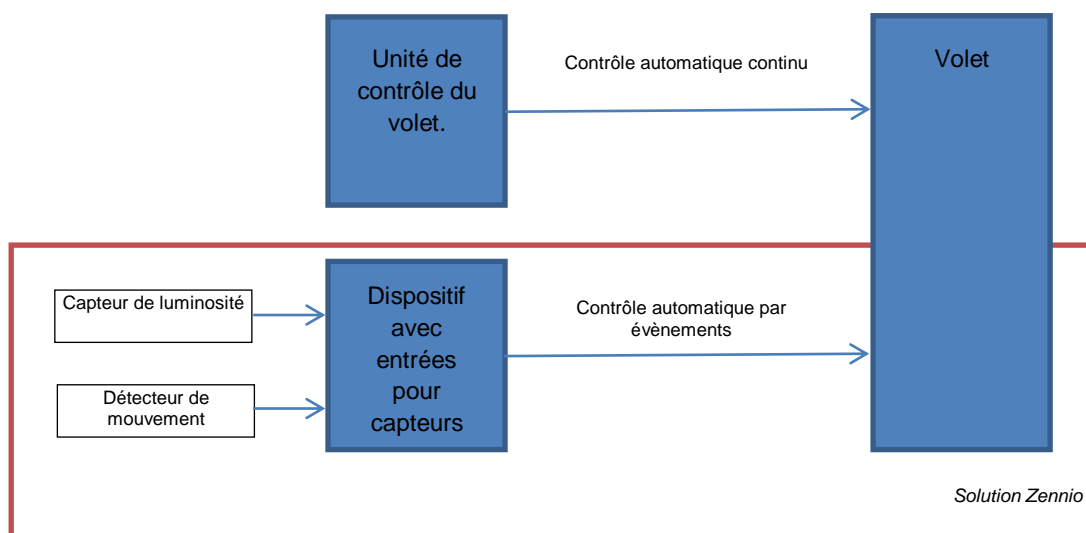 Unité de
contrôle du
volet.
Contrôle automatique continu
Volet
Capteur de luminosité
Détecteur de
mouvement
Dispositif
avec
entrées
pour
capteurs
Contrôle automatique par
évènements
Solution Zennio